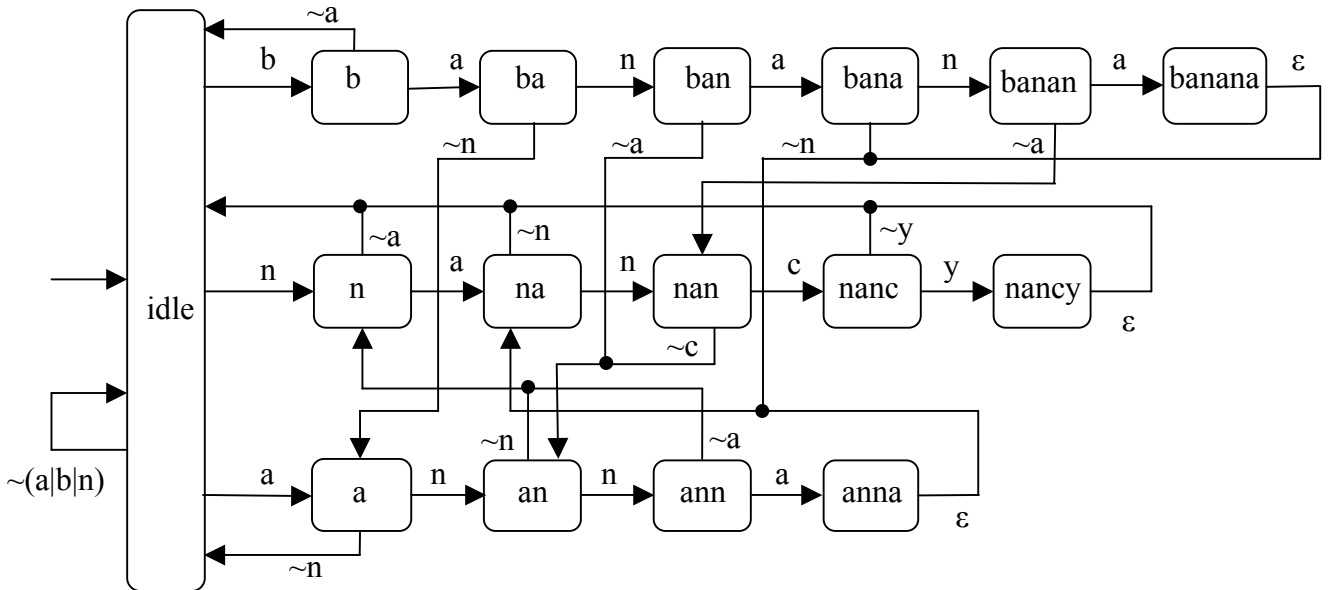 ~a
b
b
a
ba
n
ban
a
bana
n
banan
a
banana
ε
~n
~a
~n
~a
idle
n
n
~a
a
na
~n
n
nan
c
nanc
~y
y
nancy
ε
~c
~(a|b|n)
a
a
n
~n
an
n
ann
~a
a
anna
ε
~n